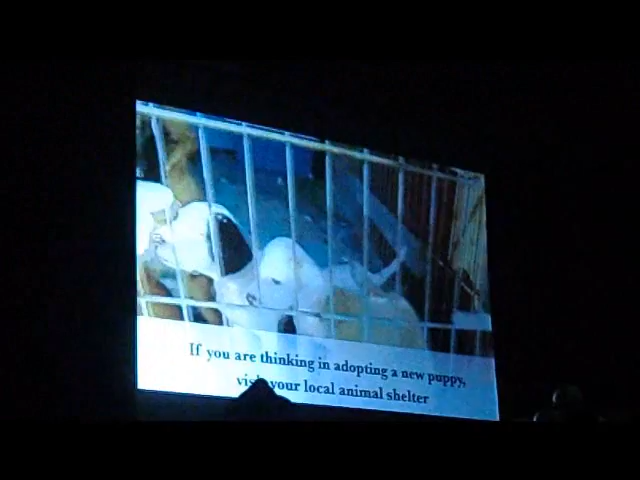 If you are thinking in adopting a new puppy,
your local animal shelter